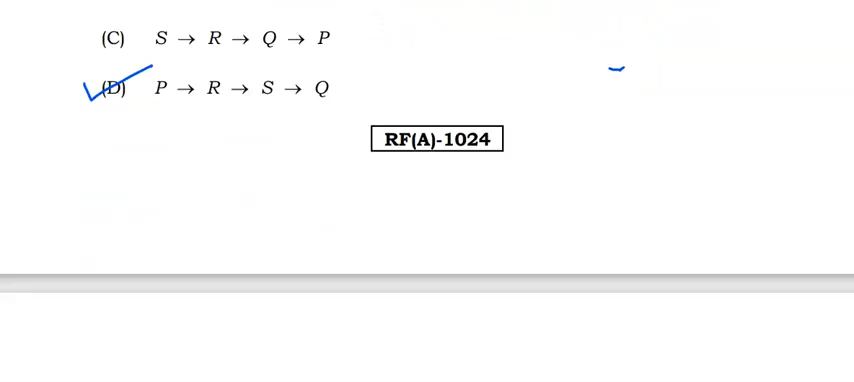 (C) S → R → Q → P
(D) P → R → S → Q
RF(A)-1024